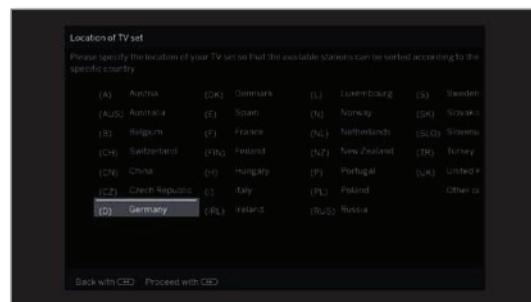 Location of TV set
Please specify the location of your TV set so that the available stations can be sorted according to the
specific country
(A) Austria (DK) Denmark (L) Luxembourg (S) Sweden
(AUS) Australia (E) Spain (N) Norway (SK) Slovaki
(B) Belgium (F) France (NL) Netherlands (SLO) Sloveni
(CH) Switzerland (FIN) Finland (NZ) New Zealand (TR) Turkey
(CN) China (H) Hungary (P) Portugal (UK) United K
(CZ) Czech Republic (I) Italy (PL) Poland Other co
(D) Germany (IRL) Ireland (RUS) Russia
Back with Proceed with